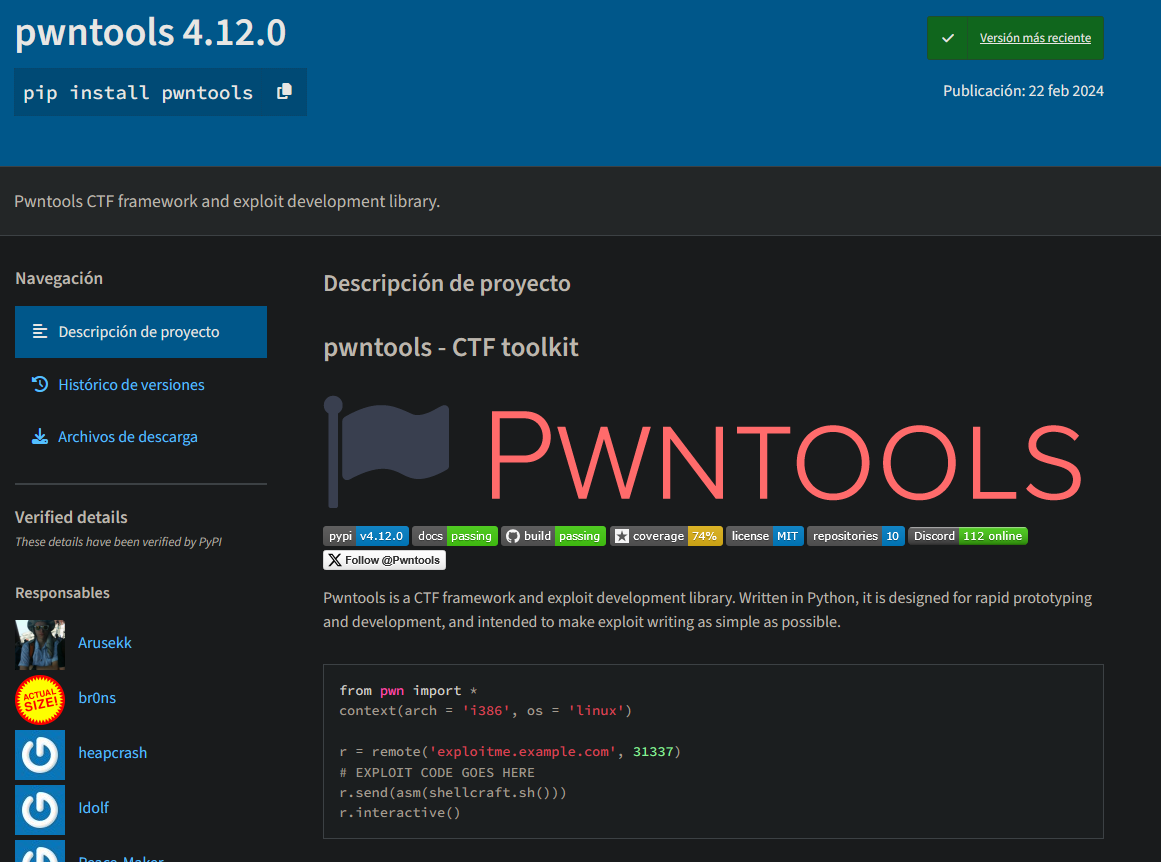 pwntools 4.12.0
Versión más reciente
pip install pwntools
Publicación: 22 feb 2024
Pwntools CTF framework and exploit development library.
Navegación
Descripción de proyecto
Histórico de versiones
Archivos de descarga
Verified details
These details have been verified by PyPI
Responsables
Arusekk
ACTUAL
SIZE!
br0ns
heapcrash
Idolf
Peace-Maker
Descripción de proyecto
pwntools - CTF toolkit
PWNTOOLS
pypi v4.12.0 docs passing build passing coverage 74% license MIT repositories 10 Discord 112 online
X Follow @Pwntools
Pwntools is a CTF framework and exploit development library. Written in Python, it is designed for rapid prototyping
and development, and intended to make exploit writing as simple as possible.
from pwn import *
context(arch = 'i386', os = 'linux')
r = remote('exploitme.example.com', 31337)
# EXPLOIT CODE GOES HERE
r.send(asm(shellcraft.sh()))
r.interactive()